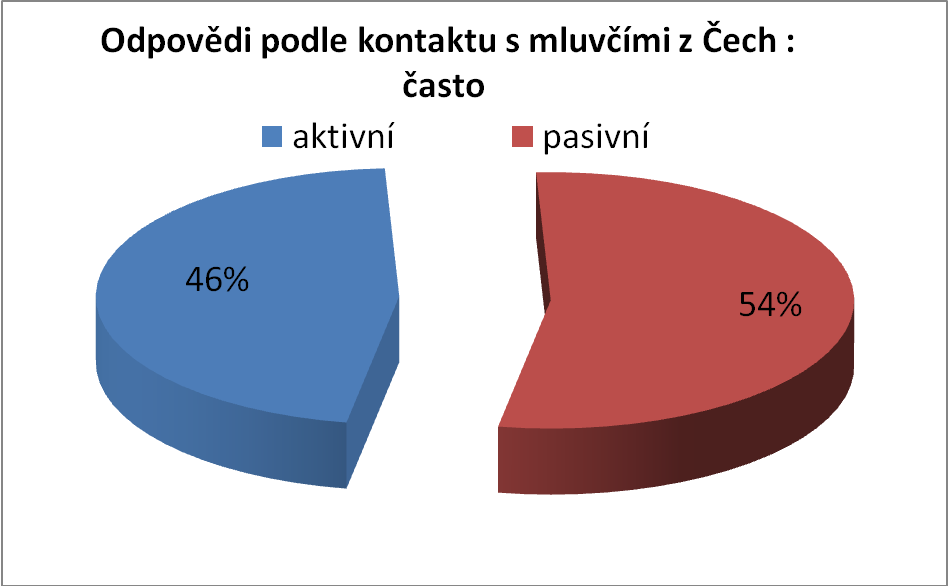 Odpovědi podle kontaktu s mluvčími z Čech :
často
aktivní pasivní
46%
54%